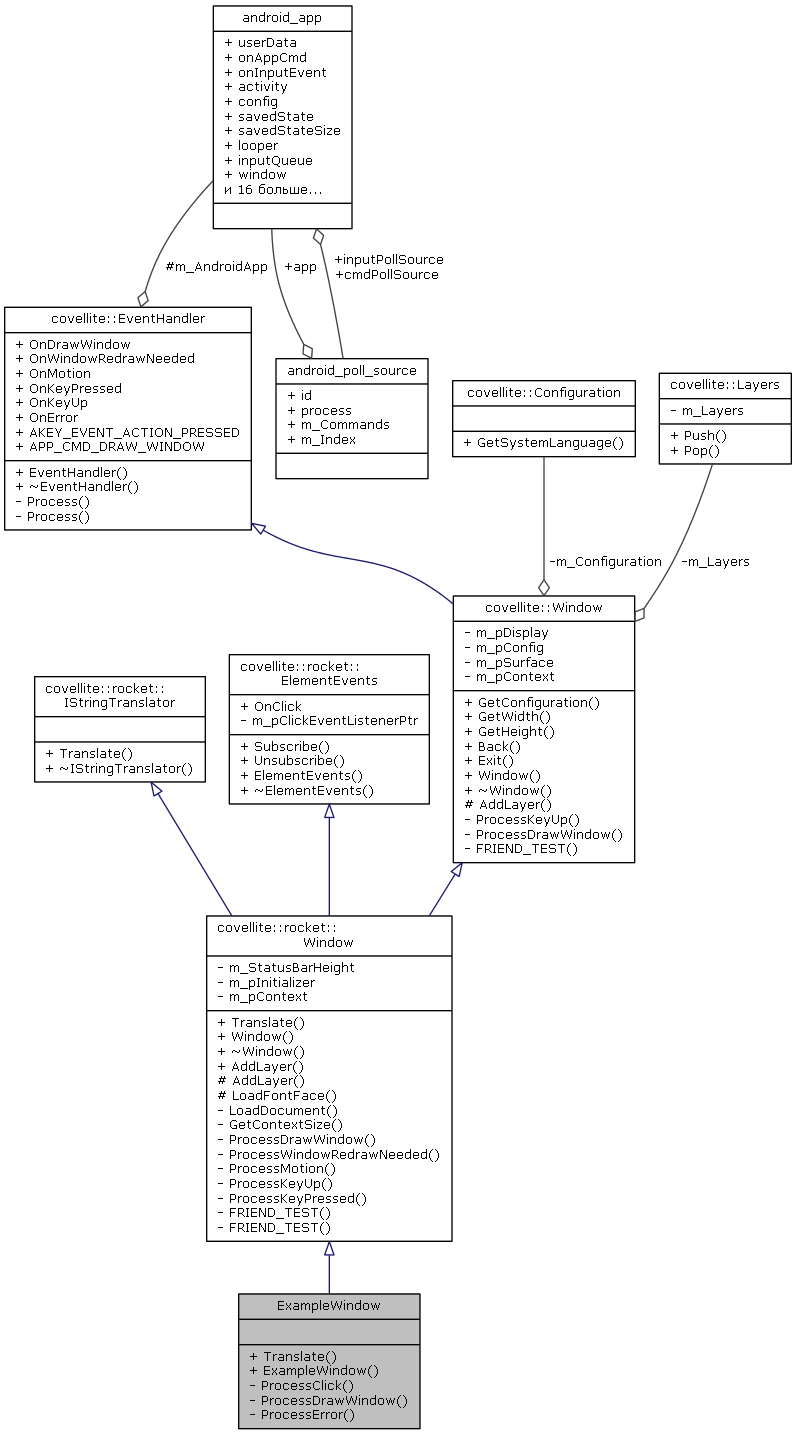 android_app
+ userData
+ onAppCmd
+ onInputEvent
+ activity
+ config
+ savedState
+ savedStateSize
+ looper
+ inputQueue
+ window
и 16 больше...
#m_AndroidApp
+app
+inputPollSource
+cmdPollSource
covellite::EventHandler
+ OnDrawWindow
+ OnWindowRedrawNeeded
+ OnMotion
+ OnKeyPressed
+ OnKeyUp
+ OnError
+ AKEY_EVENT_ACTION_PRESSED
+ APP_CMD_DRAW_WINDOW
+ EventHandler()
+ ~EventHandler()
- Process()
- Process()
android_poll_source
+ id
+ process
+ m_Commands
+ m_Index
covellite::Configuration
+ GetSystemLanguage()
covellite::Layers
- m_Layers
+ Push()
+ Pop()
-m_Configuration
-m_Layers
covellite::Window
- m_pDisplay
- m_pConfig
- m_pSurface
- m_pContext
+ GetConfiguration()
+ GetWidth()
+ GetHeight()
+ Back()
+ Exit()
+ Window()
+ ~Window()
# AddLayer()
- ProcessKeyUp()
- ProcessDrawWindow()
- FRIEND_TEST()
covellite::rocket::
IStringTranslator
+ Translate()
+ ~IStringTranslator()
covellite::rocket::
ElementEvents
+ OnClick
- m_pClickEventListenerPtr
+ Subscribe()
+ Unsubscribe()
+ ElementEvents()
+ ~ElementEvents()
covellite::rocket::
Window
- m_StatusBarHeight
- m_pInitializer
- m_pContext
+ Translate()
+ Window()
+ ~Window()
+ AddLayer()
# AddLayer()
# LoadFontFace()
- LoadDocument()
- GetContextSize()
- ProcessDrawWindow()
- ProcessWindowRedrawNeeded()
- ProcessMotion()
- ProcessKeyUp()
- ProcessKeyPressed()
- FRIEND_TEST()
- FRIEND_TEST()
ExampleWindow
+ Translate()
+ ExampleWindow()
- ProcessClick()
- ProcessDrawWindow()
- ProcessError()